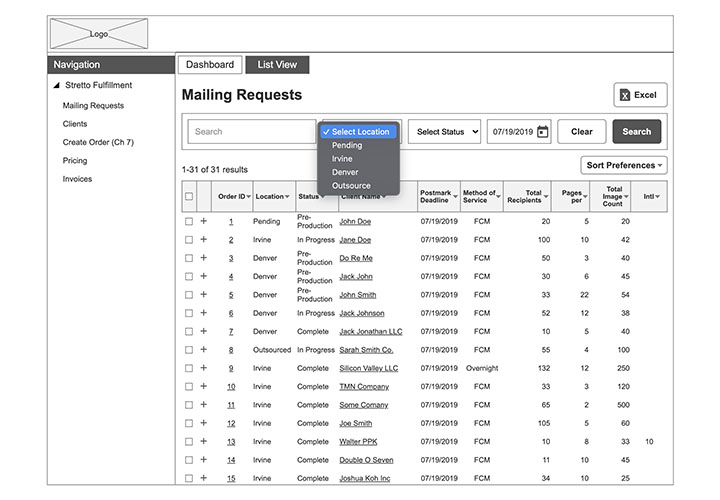 Logo
Navigation
Dashboard List View
Stretto Fulfillment
Mailing Requests
Clients
Create Order (Ch 7)
Pricing
Invoices
Mailing Requests
Excel
Search
✓ Select Location
Pending
Irvine
Denver
Outsource
Select Status
07/19/2019
Clear
Search
1-31 of 31 results
Sort Preferences
Order ID Location Status Client Name Postmark Deadline Method of Service Total Recipients Pages per Total Image Count Intl
1 Pending Pre-Production John Doe 07/19/2019 FCM 20 5 20
2 Irvine In Progress Jane Doe 07/19/2019 FCM 100 10 42
3 Denver Pre-Production Do Re Me 07/19/2019 FCM 50 3 40
4 Denver Pre-Production Jack John 07/19/2019 FCM 30 6 45
5 Denver Pre-Production John Smith 07/19/2019 FCM 33 22 54
6 Denver In Progress Jack Johnson 07/19/2019 FCM 52 12 38
7 Denver Complete Jack Jonathan LLC 07/19/2019 FCM 10 5 40
8 Outsourced In Progress Sarah Smith Co. 07/19/2019 FCM 55 4 100
9 Irvine Complete Silicon Valley LLC 07/19/2019 Overnight 132 12 250
10 Irvine Complete TMN Company 07/19/2019 FCM 33 3 120
11 Irvine Complete Some Comany 07/19/2019 FCM 65 2 500
12 Irvine Complete Joe Smith 07/19/2019 FCM 105 5 60
13 Irvine Complete Walter PPK 07/19/2019 FCM 10 8 33 10
14 Irvine Complete Double O Seven 07/19/2019 FCM 11 10 45
15 Irvine Complete Joshua Koh Inc 07/19/2019 FCM 34 10 25